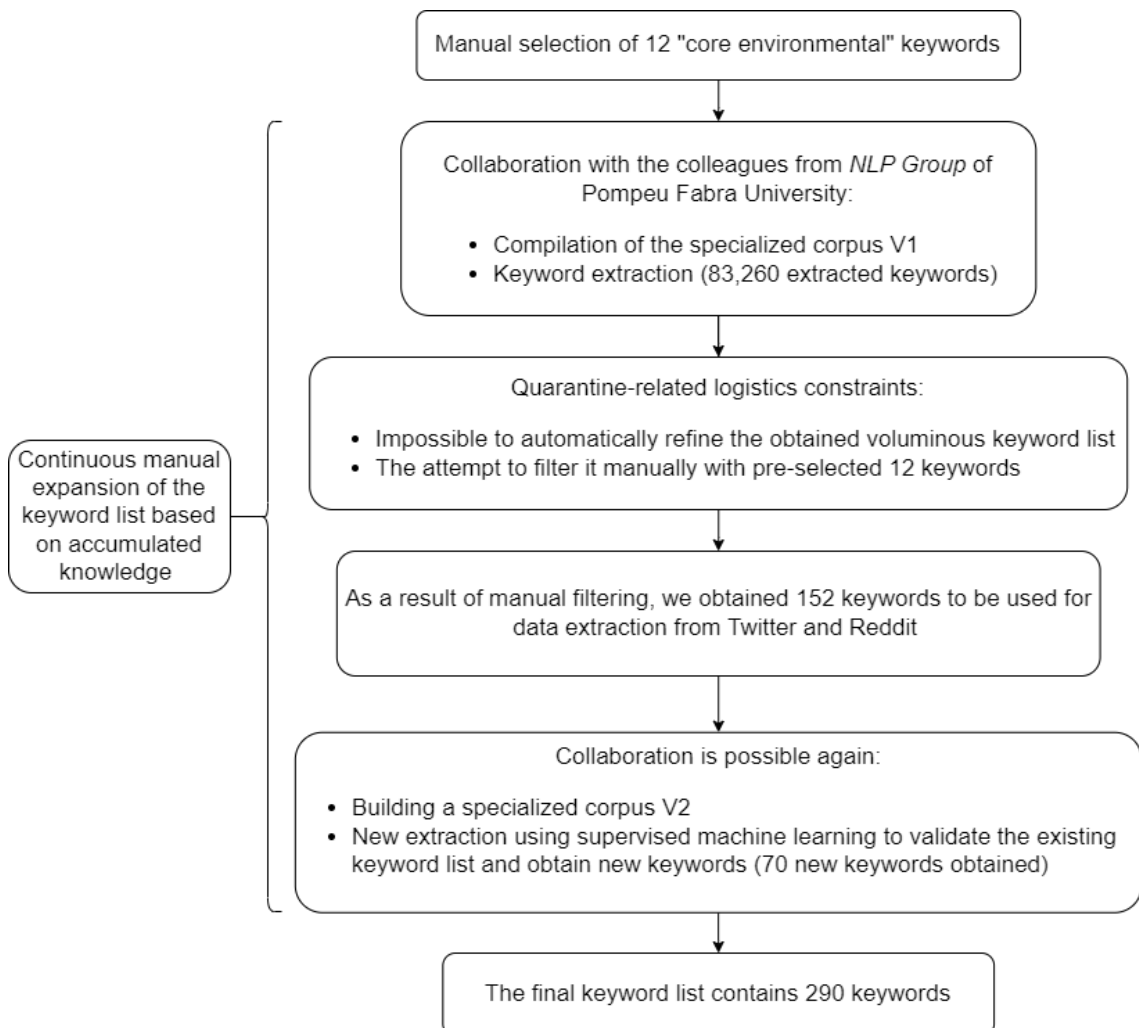 Manual selection of 12 "core environmental" keywords
Collaboration with the colleagues from NLP Group of
Pompeu Fabra University:
• Compilation of the specialized corpus V1
• Keyword extraction (83,260 extracted keywords)
Quarantine-related logistics constraints:
• Impossible to automatically refine the obtained voluminous keyword list
• The attempt to filter it manually with pre-selected 12 keywords
Continuous manual
expansion of the
keyword list based
on accumulated
knowledge
As a result of manual filtering, we obtained 152 keywords to be used for
data extraction from Twitter and Reddit
Collaboration is possible again:
• Building a specialized corpus V2
• New extraction using supervised machine learning to validate the existing
keyword list and obtain new keywords (70 new keywords obtained)
The final keyword list contains 290 keywords